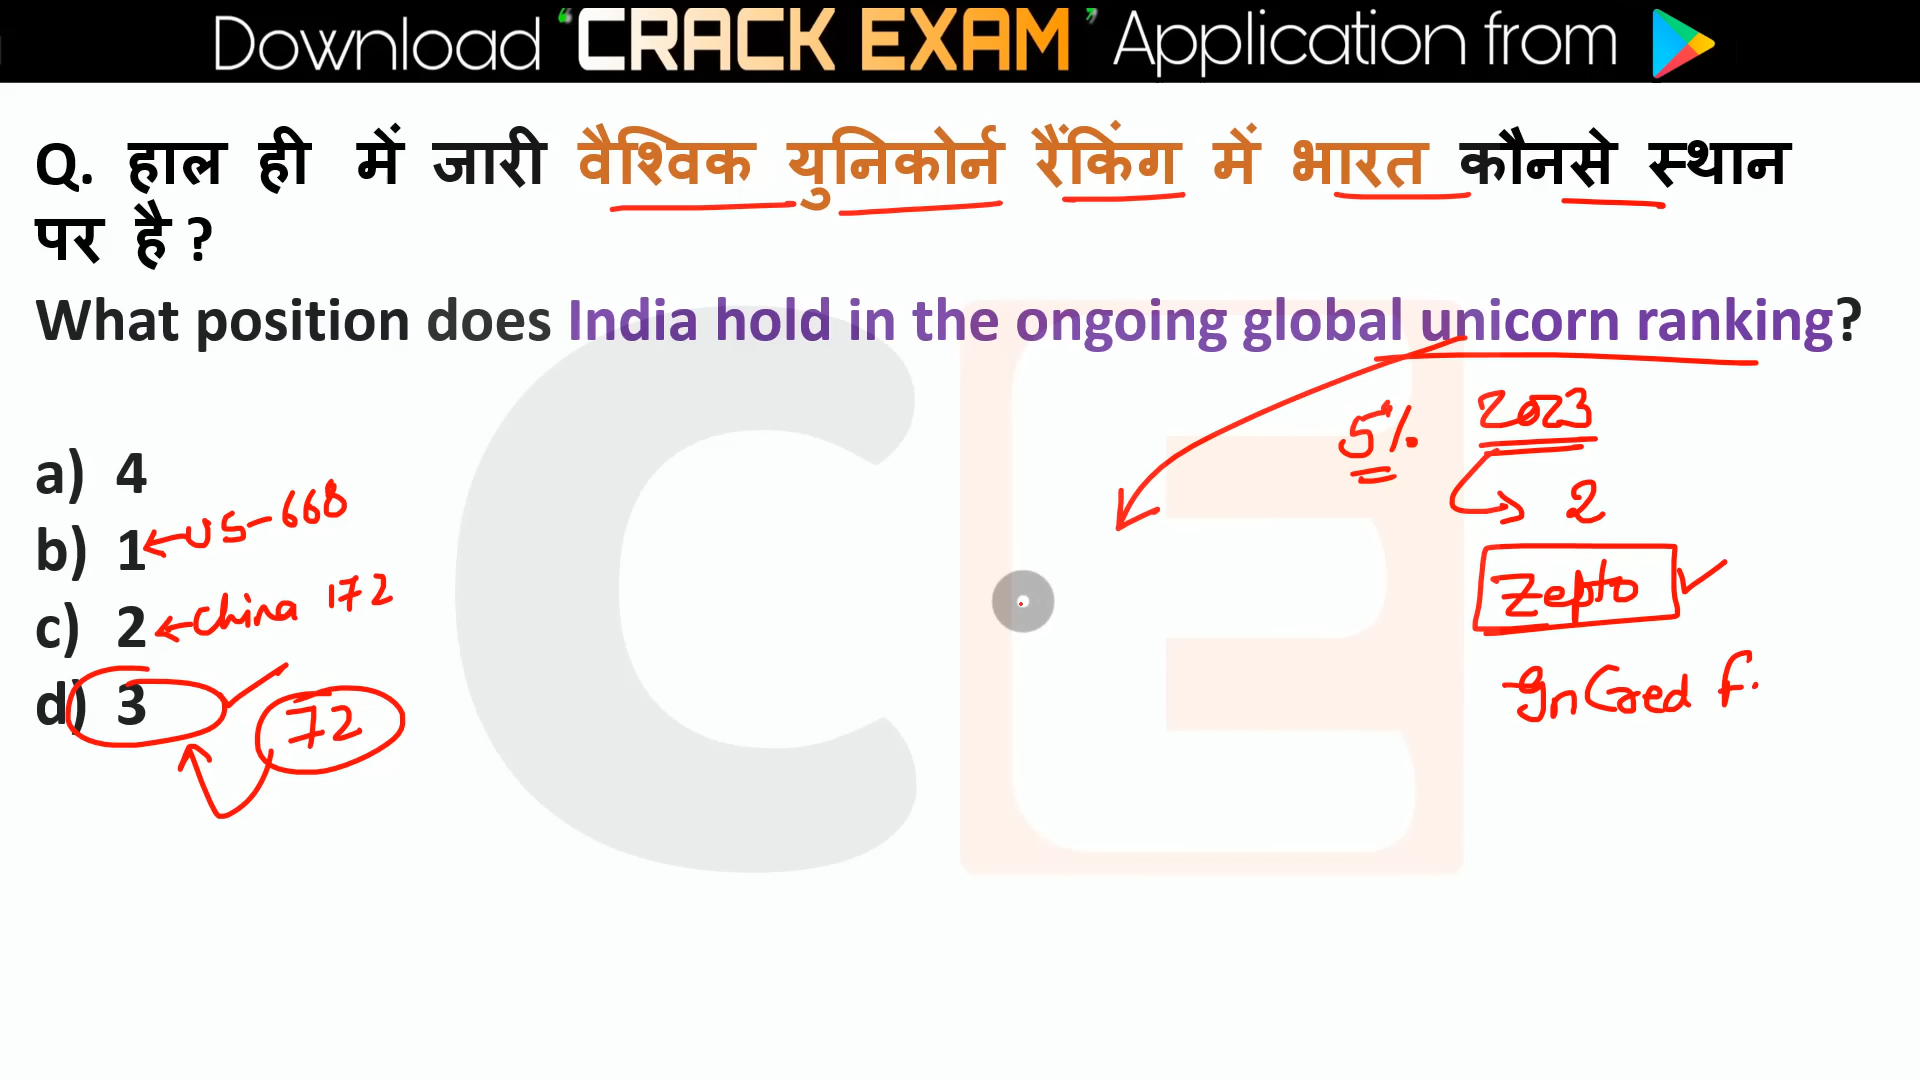 Download 'CRACK EXAM' Application from
Q. हाल ही में जारी वैश्विक युनिकोर्न रैंकिंग में भारत कौनसे स्थान
पर है ?
What position does India hold in the ongoing global unicorn ranking?
5% 2023
a) 4
2
b) 1 ← US-668
Zepto
c) 2 ← China 172
d) 3
72
InCred F.
CE